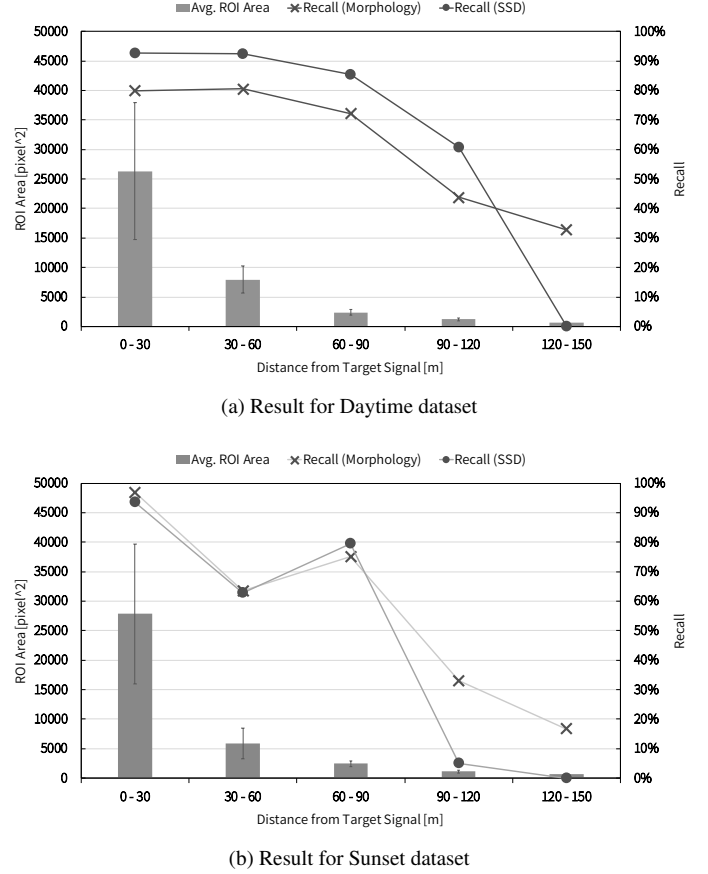 Avg. ROI Area Recall (Morphology) Recall (SSD)
50000 100%
45000 90%
40000 80%
35000 70%
30000 60%
25000 50%
20000 40%
15000 30%
10000 20%
5000 10%
0 0%
ROI Area [pixel^2]
Recall
0 - 30 30 - 60 60 - 90 90 - 120 120 - 150
Distance from Target Signal [m]
(a) Result for Daytime dataset
Avg. ROI Area Recall (Morphology) Recall (SSD)
50000 100%
45000 90%
40000 80%
35000 70%
30000 60%
25000 50%
20000 40%
15000 30%
10000 20%
5000 10%
0 0%
ROI Area [pixel^2]
Recall
0 - 30 30 - 60 60 - 90 90 - 120 120 - 150
Distance from Target Signal [m]
(b) Result for Sunset dataset